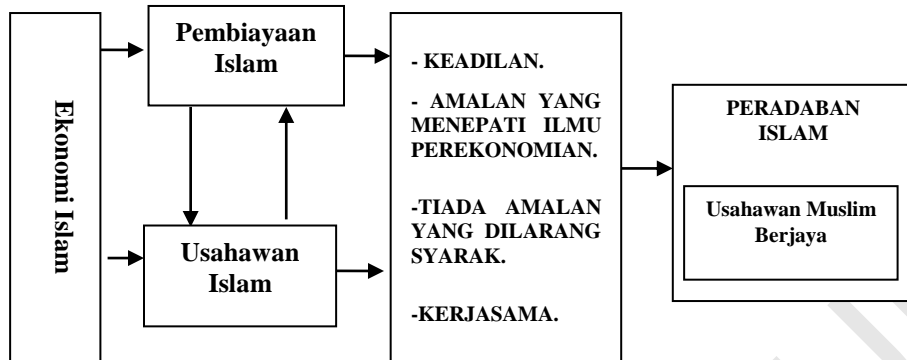 Ekonomi Islam
Pembiayaan
Islam
Usahawan
Islam
- KEADILAN.
- AMALAN YANG
MENEPATI ILMU
PEREKONOMIAN.
-TIADA AMALAN
YANG DILARANG
SYARAK.
-KERJASAMA.
PERADABAN
ISLAM
Usahawan Muslim
Berjaya